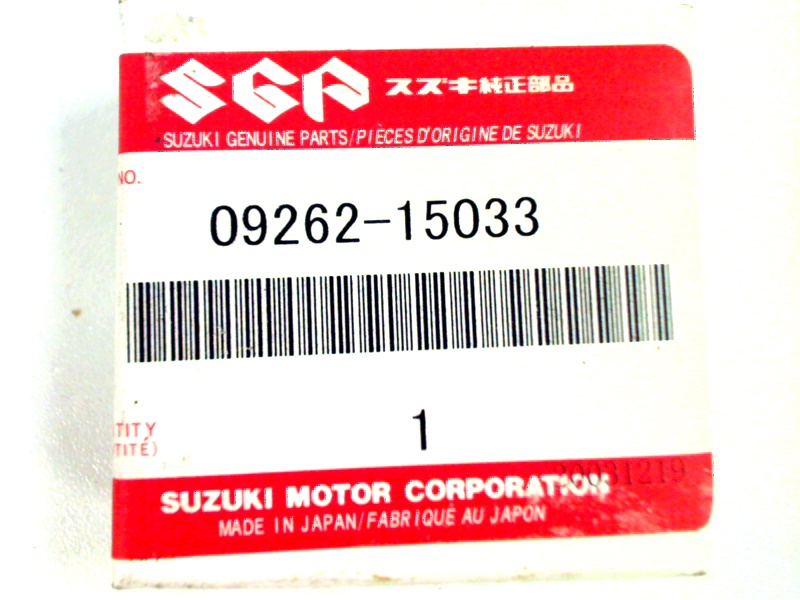 SGP スズキ純正部品
SUZUKI GENUINE PARTS/PIÈCES D'ORIGINE DE SUZUKI
NO.
09262-15033
TITY
1
TITÉ)
20031219
SUZUKI MOTOR CORPORATION
MADE IN JAPAN/FABRIQUÉ AU JAPON